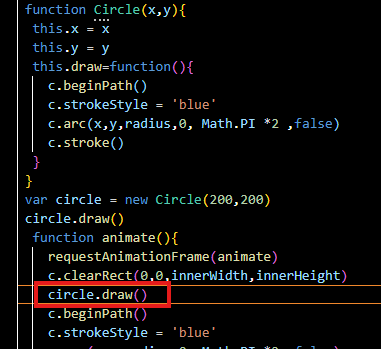 function Circle(x,y){
this.x = x
this.y = y
this.draw=function(){
c.beginPath()
c.strokeStyle = 'blue'
c.arc(x,y,radius,0, Math.PI *2 ,false)
c.stroke()
}
}
var circle = new Circle(200,200)
circle.draw()
function animate(){
requestAnimationFrame(animate)
c.clearRect(0,0,innerWidth,innerHeight)
circle.draw()
c.beginPath()
c.strokeStyle = 'blue'